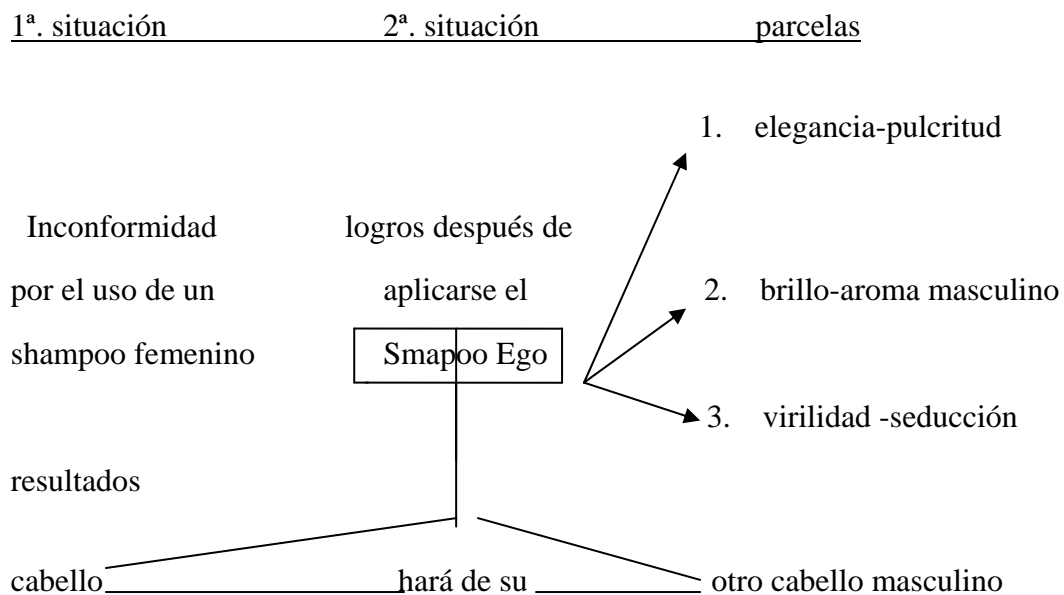 1ª. situación 2ª. situación parcelas
1. elegancia-pulcritud
Inconformidad logros después de
por el uso de un aplicarse el 2. brillo-aroma masculino
shampoo femenino Smapoo Ego
3. virilidad -seducción
resultados
cabello hará de su otro cabello masculino